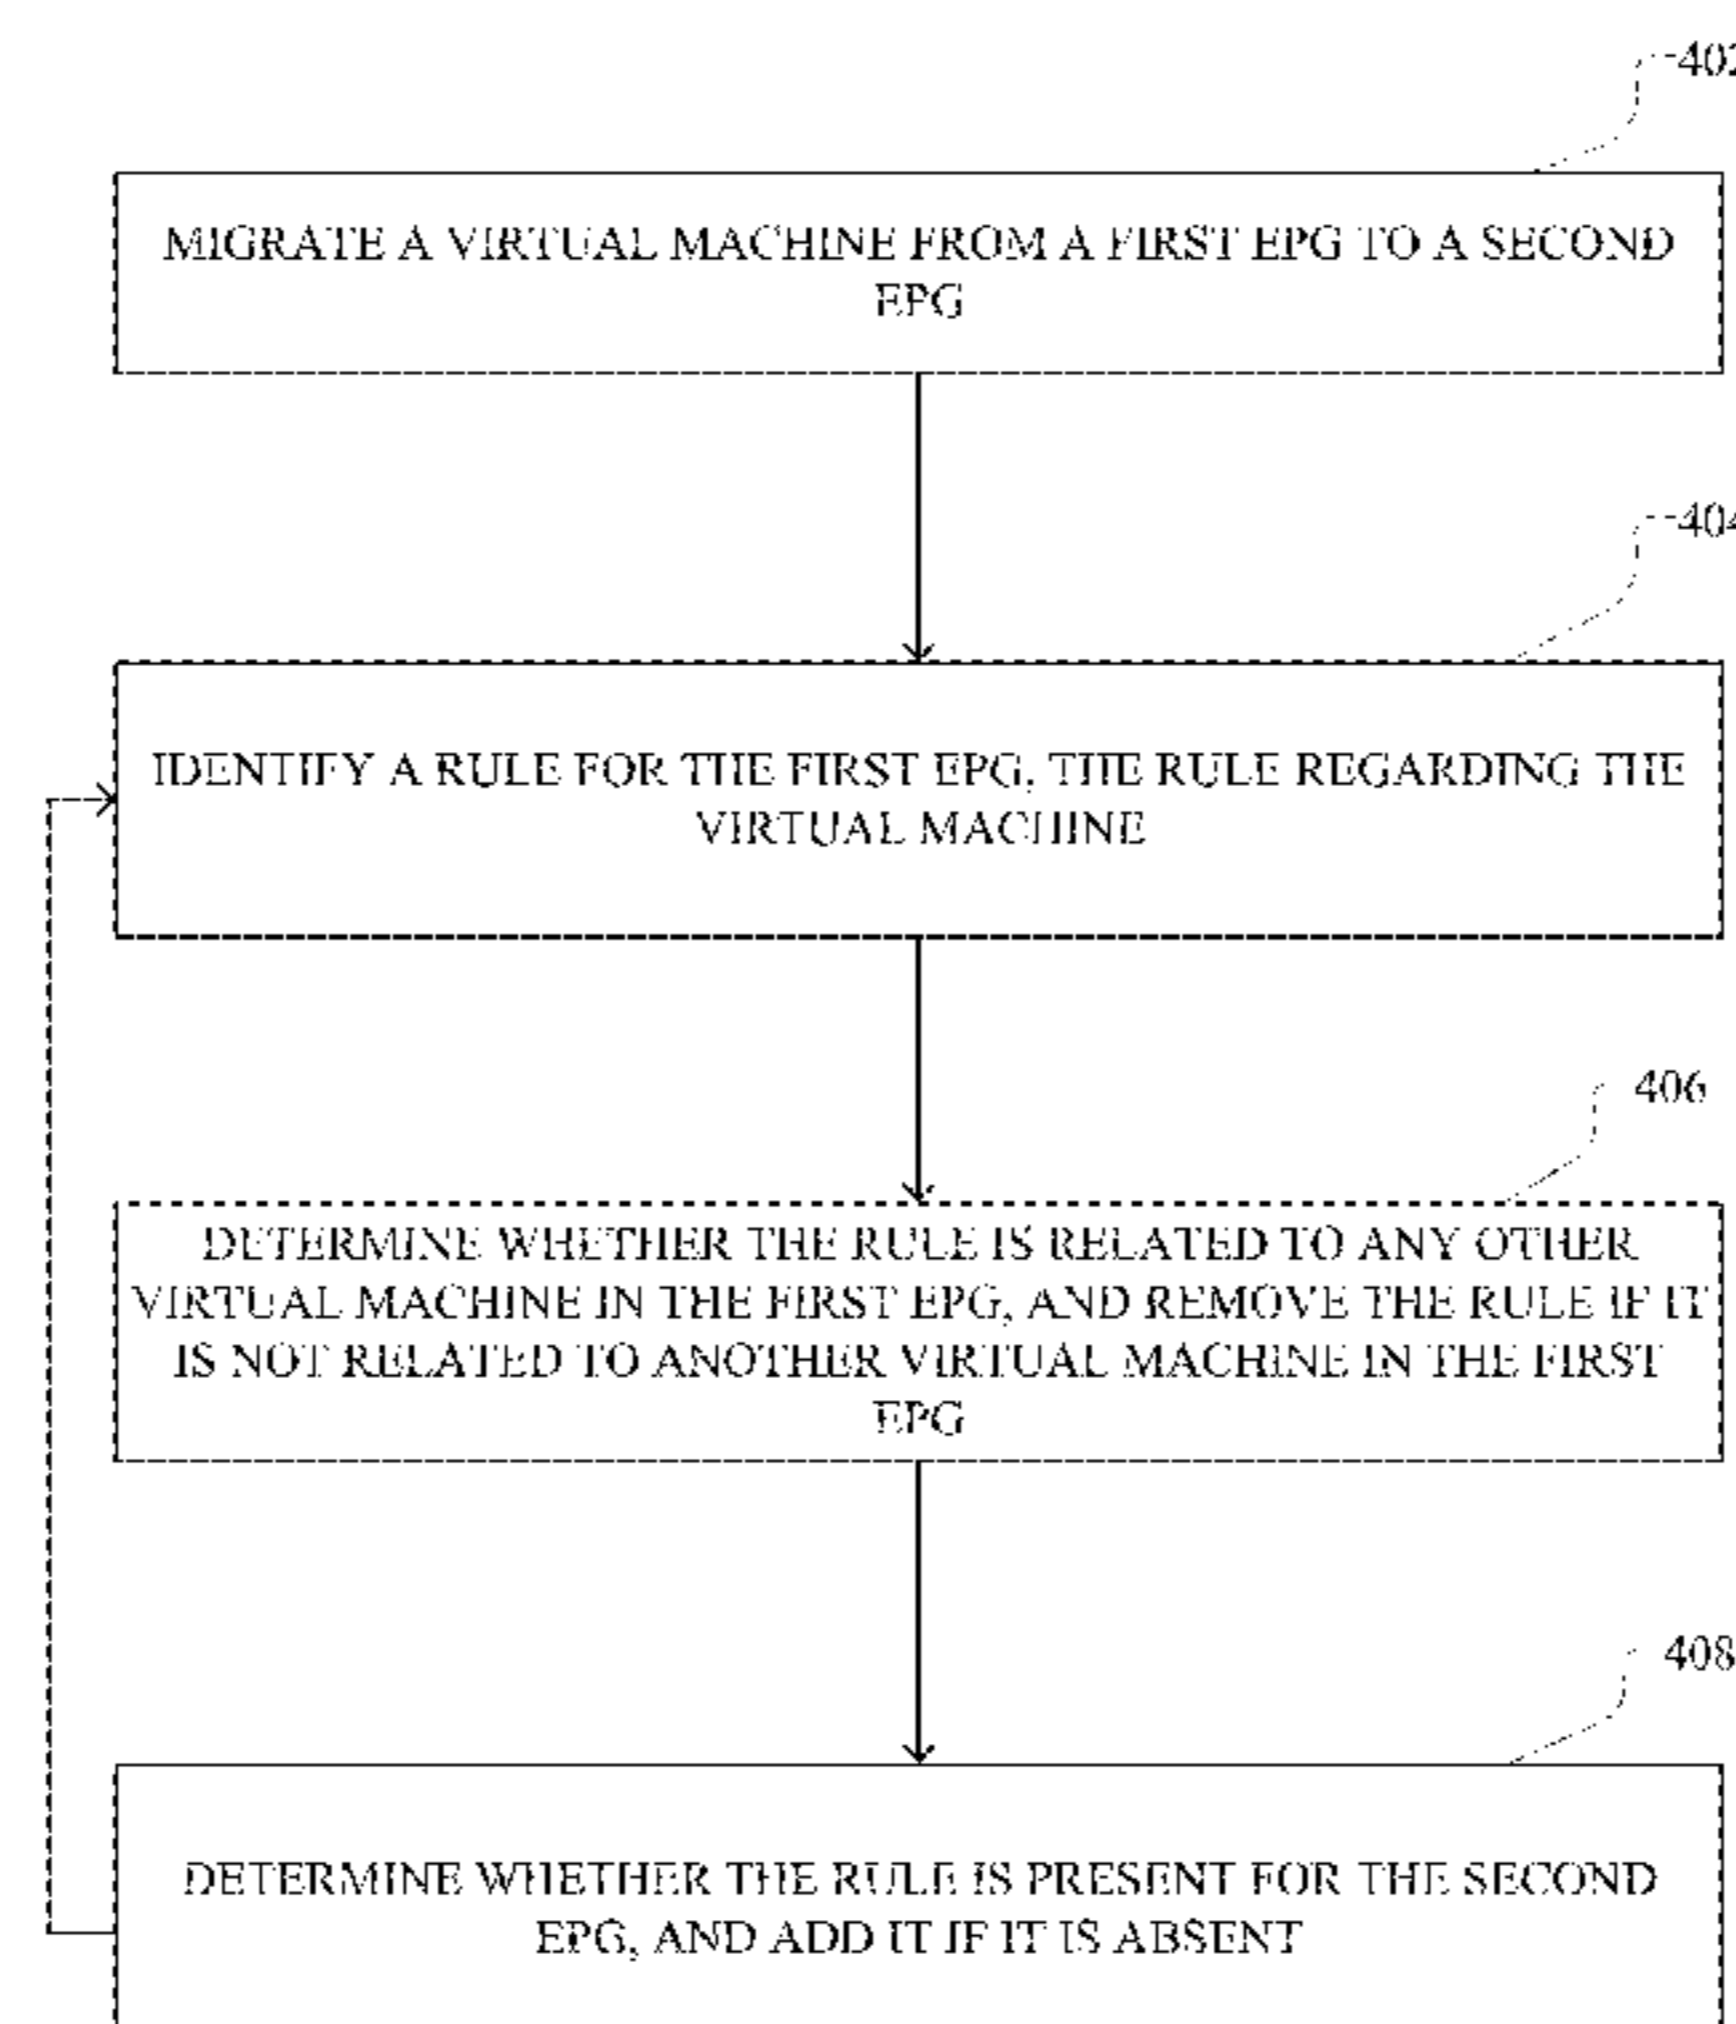 402
MIGRATE A VIRTUAL MACHINE FROM A FIRST EPG TO A SECOND
EPG
404
IDENTIFY A RULE FOR THE FIRST EPG, THE RULE REGARDING THE
VIRTUAL MACHINE
406
DETERMINE WHETHER THE RULE IS RELATED TO ANY OTHER
VIRTUAL MACHINE IN THE FIRST EPG, AND REMOVE THE RULE IF IT
IS NOT RELATED TO ANOTHER VIRTUAL MACHINE IN THE FIRST
EPG
408
DETERMINE WHETHER THE RULE IS PRESENT FOR THE SECOND
EPG, AND ADD IT IF IT IS ABSENT